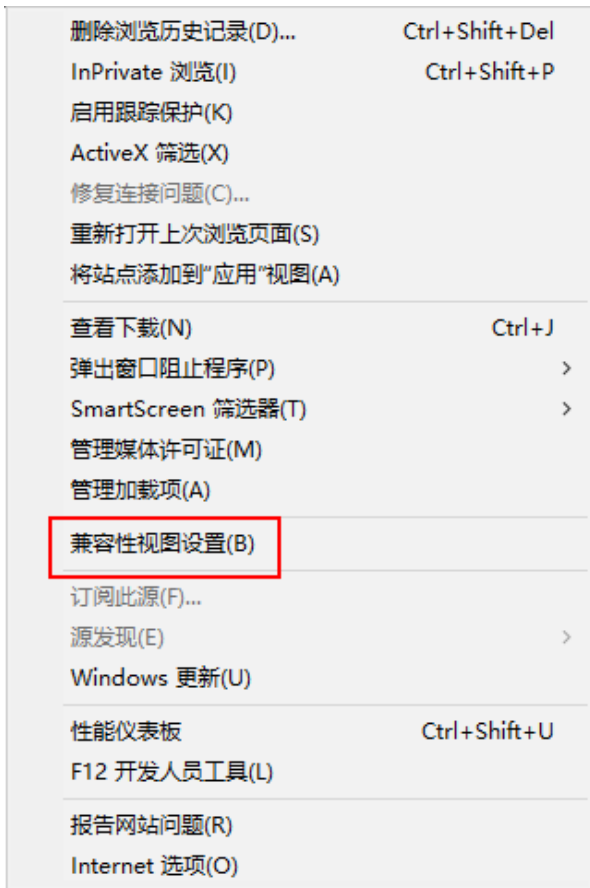 删除浏览历史记录(D)... Ctrl+Shift+Del
InPrivate 浏览(I) Ctrl+Shift+P
启用跟踪保护(K)
ActiveX 筛选(X)
修复连接问题(C)...
重新打开上次浏览页面(S)
将站点添加到“应用”视图(A)
查看下载(N) Ctrl+J
弹出窗口阻止程序(P)
SmartScreen 筛选器(T)
管理媒体许可证(M)
管理加载项(A)
兼容性视图设置(B)
订阅此源(F)...
源发现(E)
Windows 更新(U)
性能仪表板 Ctrl+Shift+U
F12 开发人员工具(L)
报告网站问题(R)
Internet 选项(O)